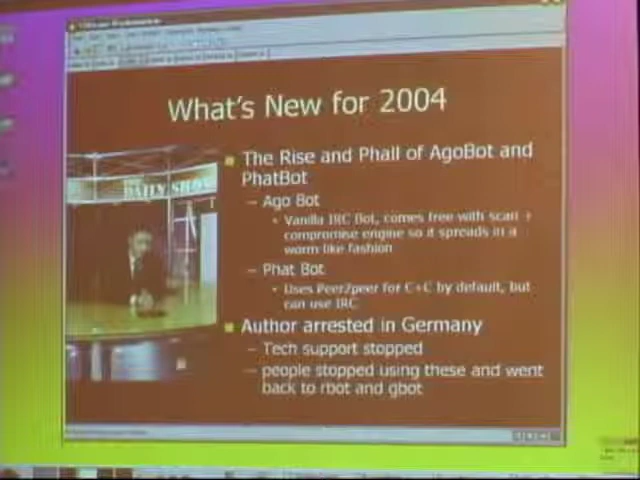 What's New for 2004
The Rise and Phall of AgoBot and
PhatBot
– Ago Bot
• Vanilla IRC Bot, comes free with scan +
compromise engine so it spreads in a
worm like fashion
– Phat Bot
• Uses Peer2peer for C+C by default, but
can use IRC
Author arrested in Germany
– Tech support stopped
– people stopped using these and went
back to rbot and gbot
DAILY SHOW